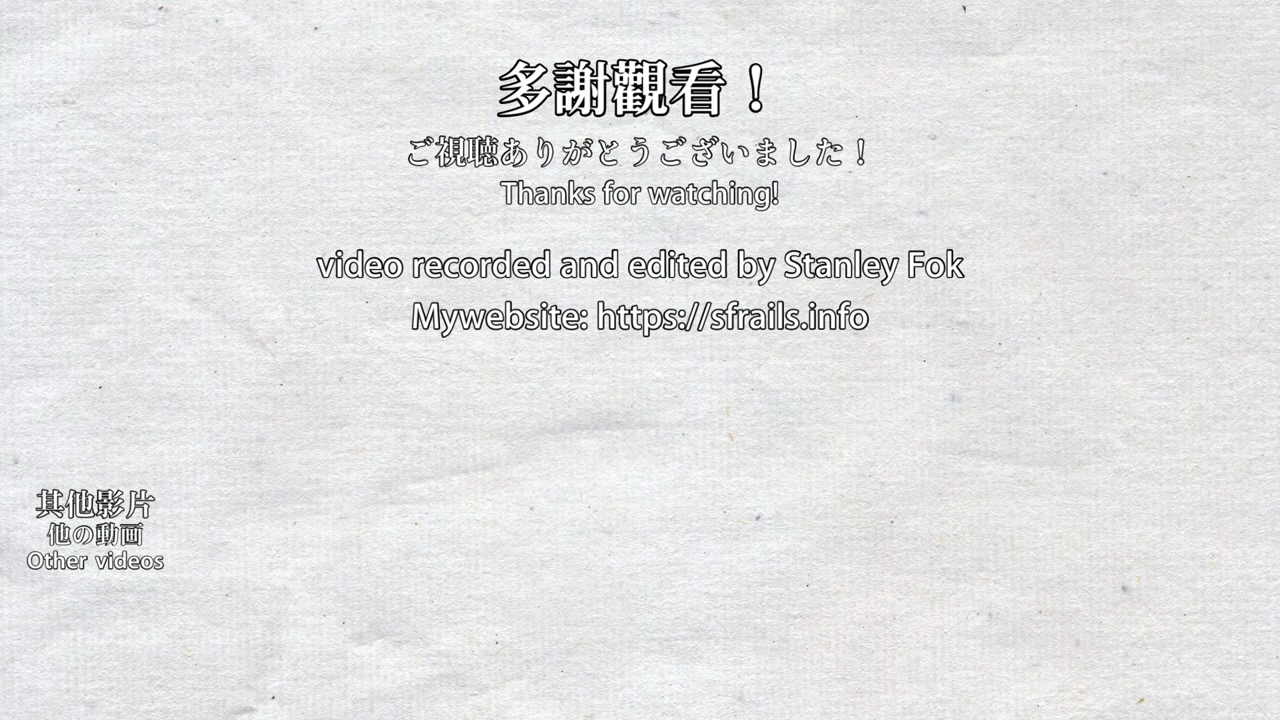 多謝觀看！
ご視聴ありがとうございました！
Thanks for watching!
video recorded and edited by Stanley Fok
Mywebsite: https://sfrails.info
其他影片
他の動画
Other videos